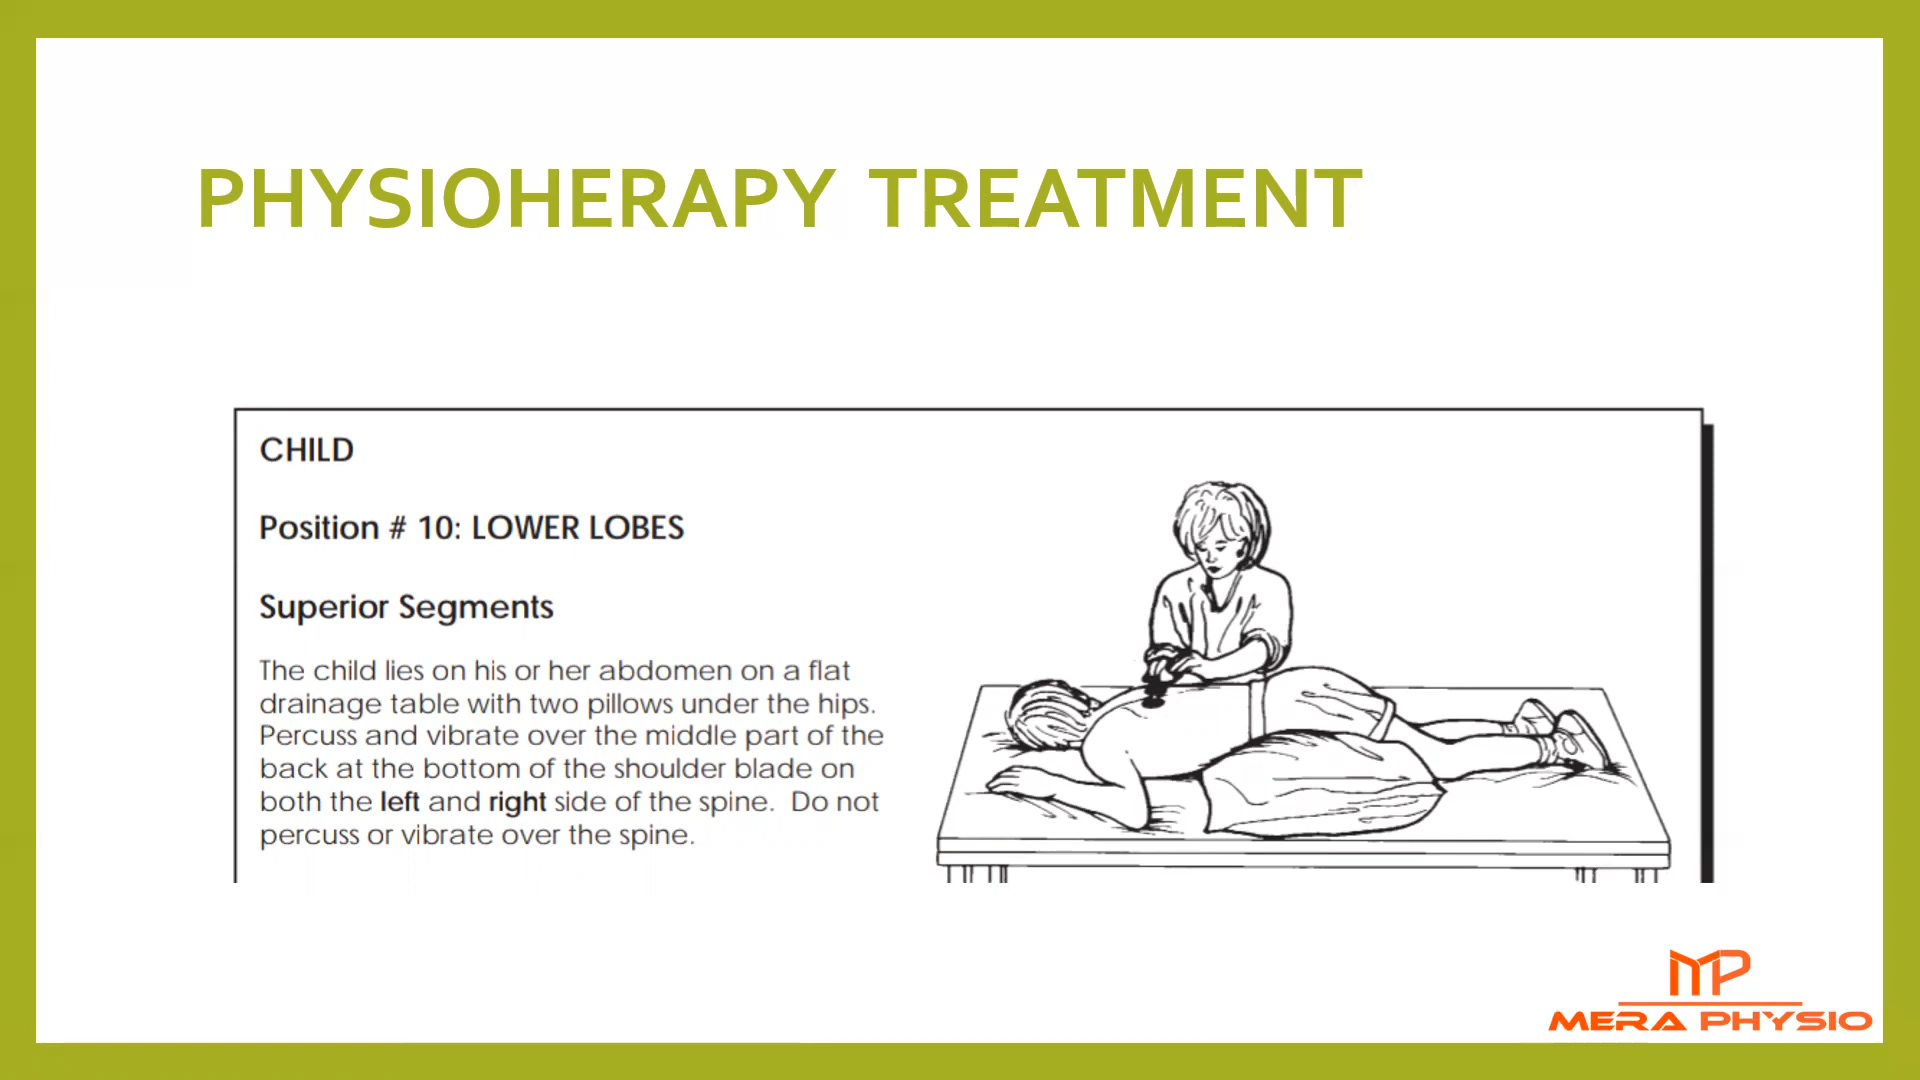 PHYSIOHERAPY TREATMENT
CHILD
Position # 10: LOWER LOBES
Superior Segments
The child lies on his or her abdomen on a flat
drainage table with two pillows under the hips.
Percuss and vibrate over the middle part of the
back at the bottom of the shoulder blade on
both the left and right side of the spine. Do not
percuss or vibrate over the spine.
MP
MERA PHYSIO